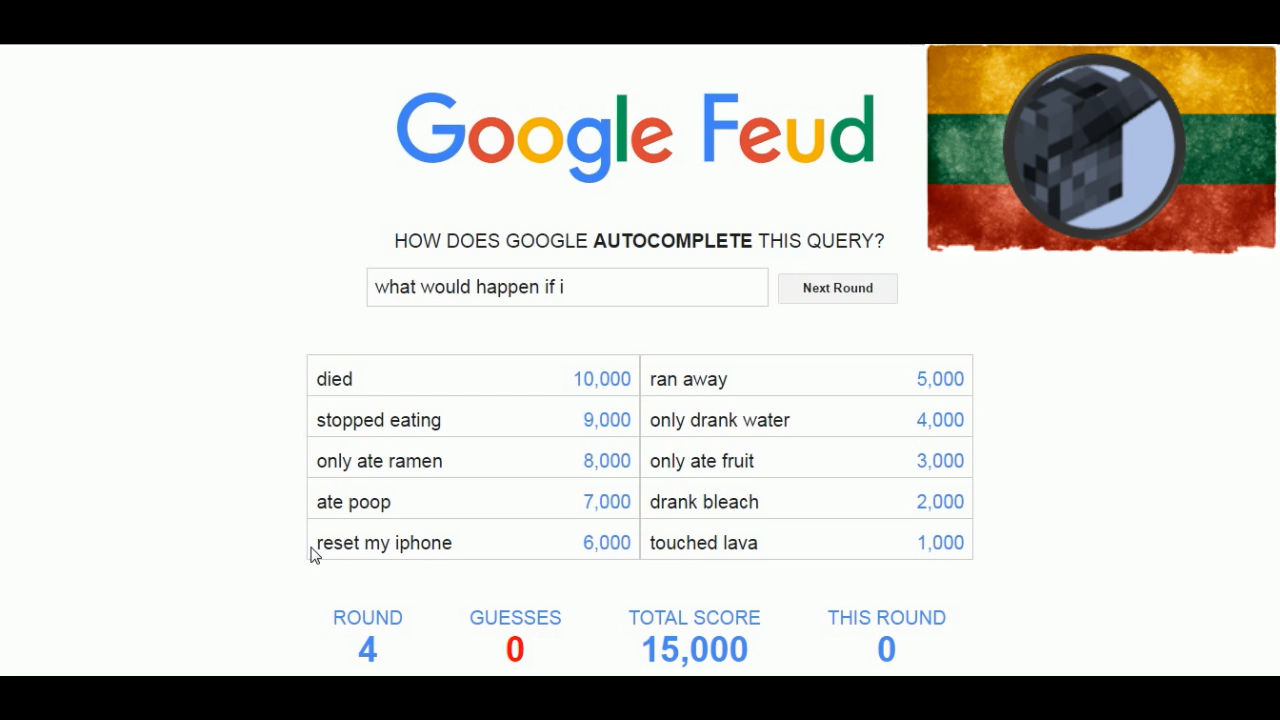 Google Feud
HOW DOES GOOGLE AUTOCOMPLETE THIS QUERY?
what would happen if i
Next Round
died 10,000 ran away 5,000
stopped eating 9,000 only drank water 4,000
only ate ramen 8,000 only ate fruit 3,000
ate poop 7,000 drank bleach 2,000
reset my iphone 6,000 touched lava 1,000
ROUND GUESSES TOTAL SCORE THIS ROUND
4 0 15,000 0